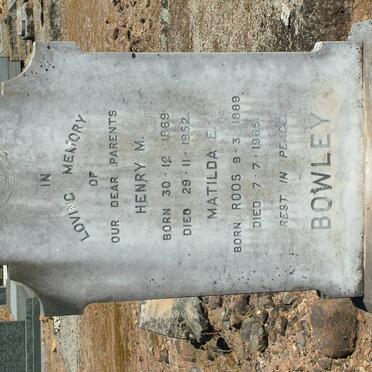 IN
LOVING MEMORY
OF
OUR DEAR PARENTS
HENRY M.
BORN 30·12·1869
DIED 29·11·1952.
MATILDA E.
BORN ROOS 9·3·1889.
DIED 7·7·1965.
REST IN PEACE.
BOWLEY